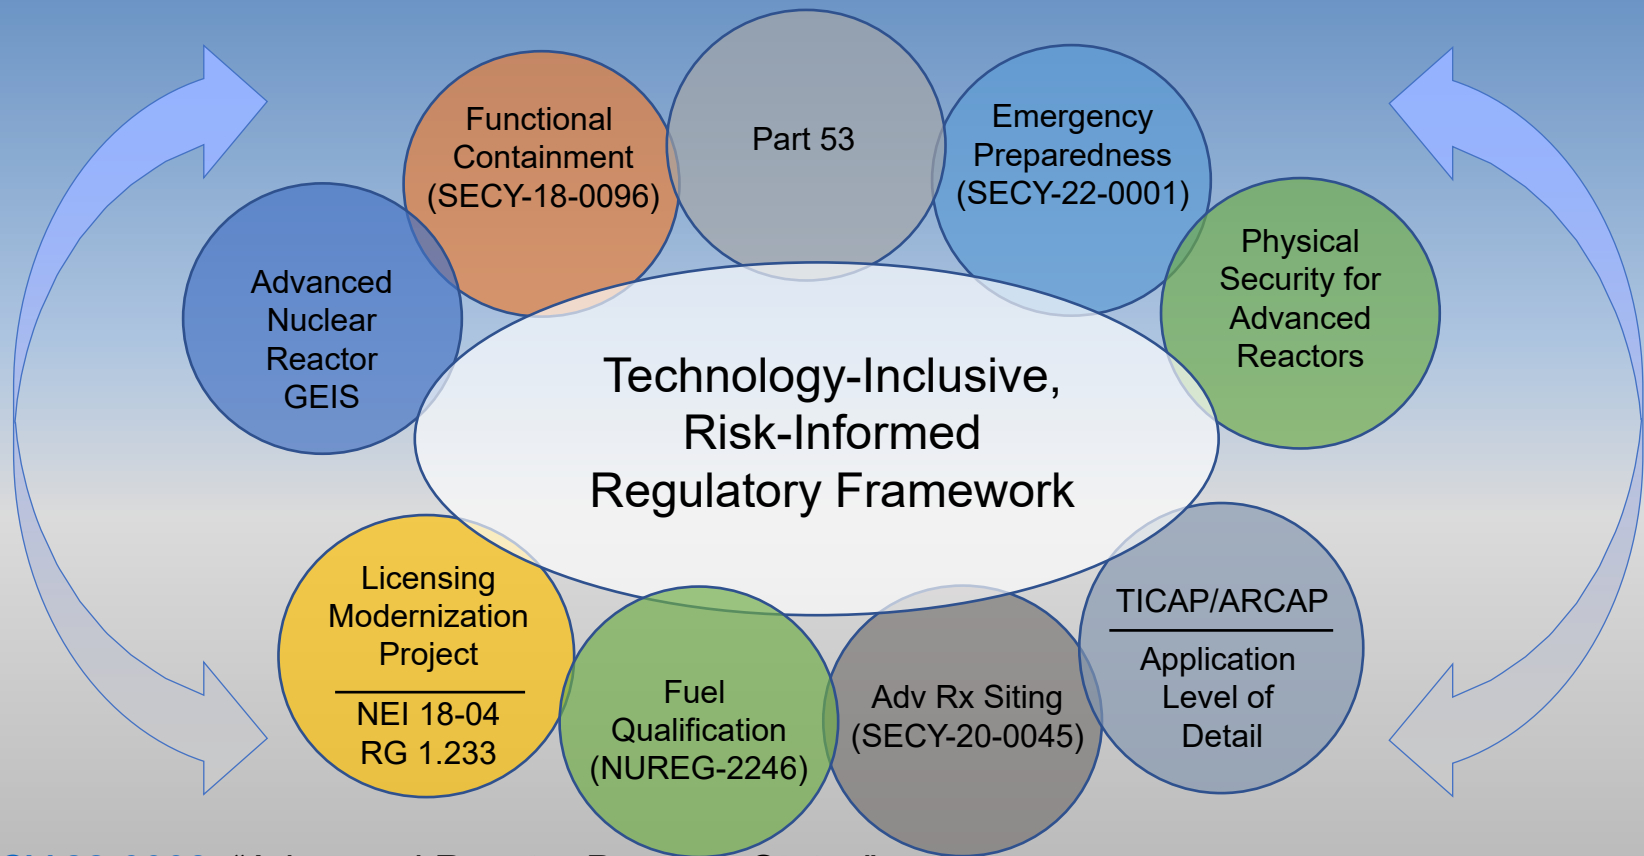 Functional
Containment
(SECY-18-0096)
Part 53
Emergency
Preparedness
(SECY-22-0001)
Advanced
Nuclear
Reactor
GEIS
Physical
Security for
Advanced
Reactors
Technology-Inclusive,
Risk-Informed
Regulatory Framework
Licensing
Modernization
Project
NEI 18-04
RG 1.233
Fuel
Qualification
(NUREG-2246)
Adv Rx Siting
(SECY-20-0045)
TICAP/ARCAP
Application
Level of
Detail